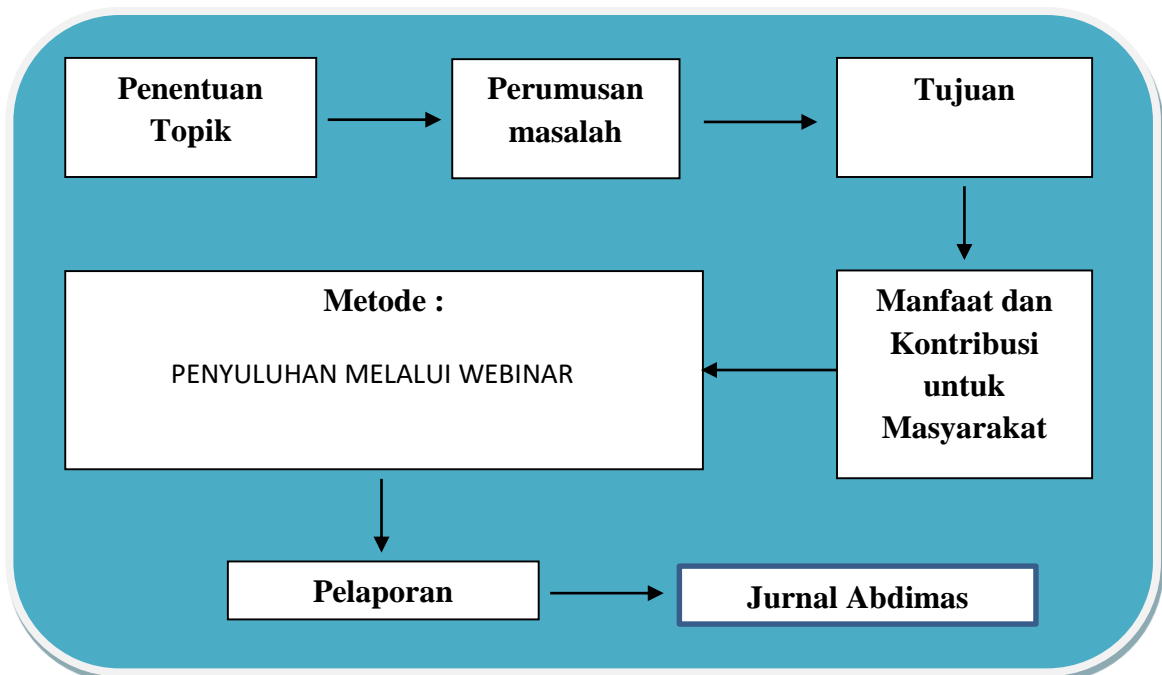 Penentuan
Topik
Perumusan
masalah
Tujuan
Manfaat dan
Kontribusi
untuk
Masyarakat
Metode :
PENYULUHAN MELALUI WEBINAR
Pelaporan
Jurnal Abdimas